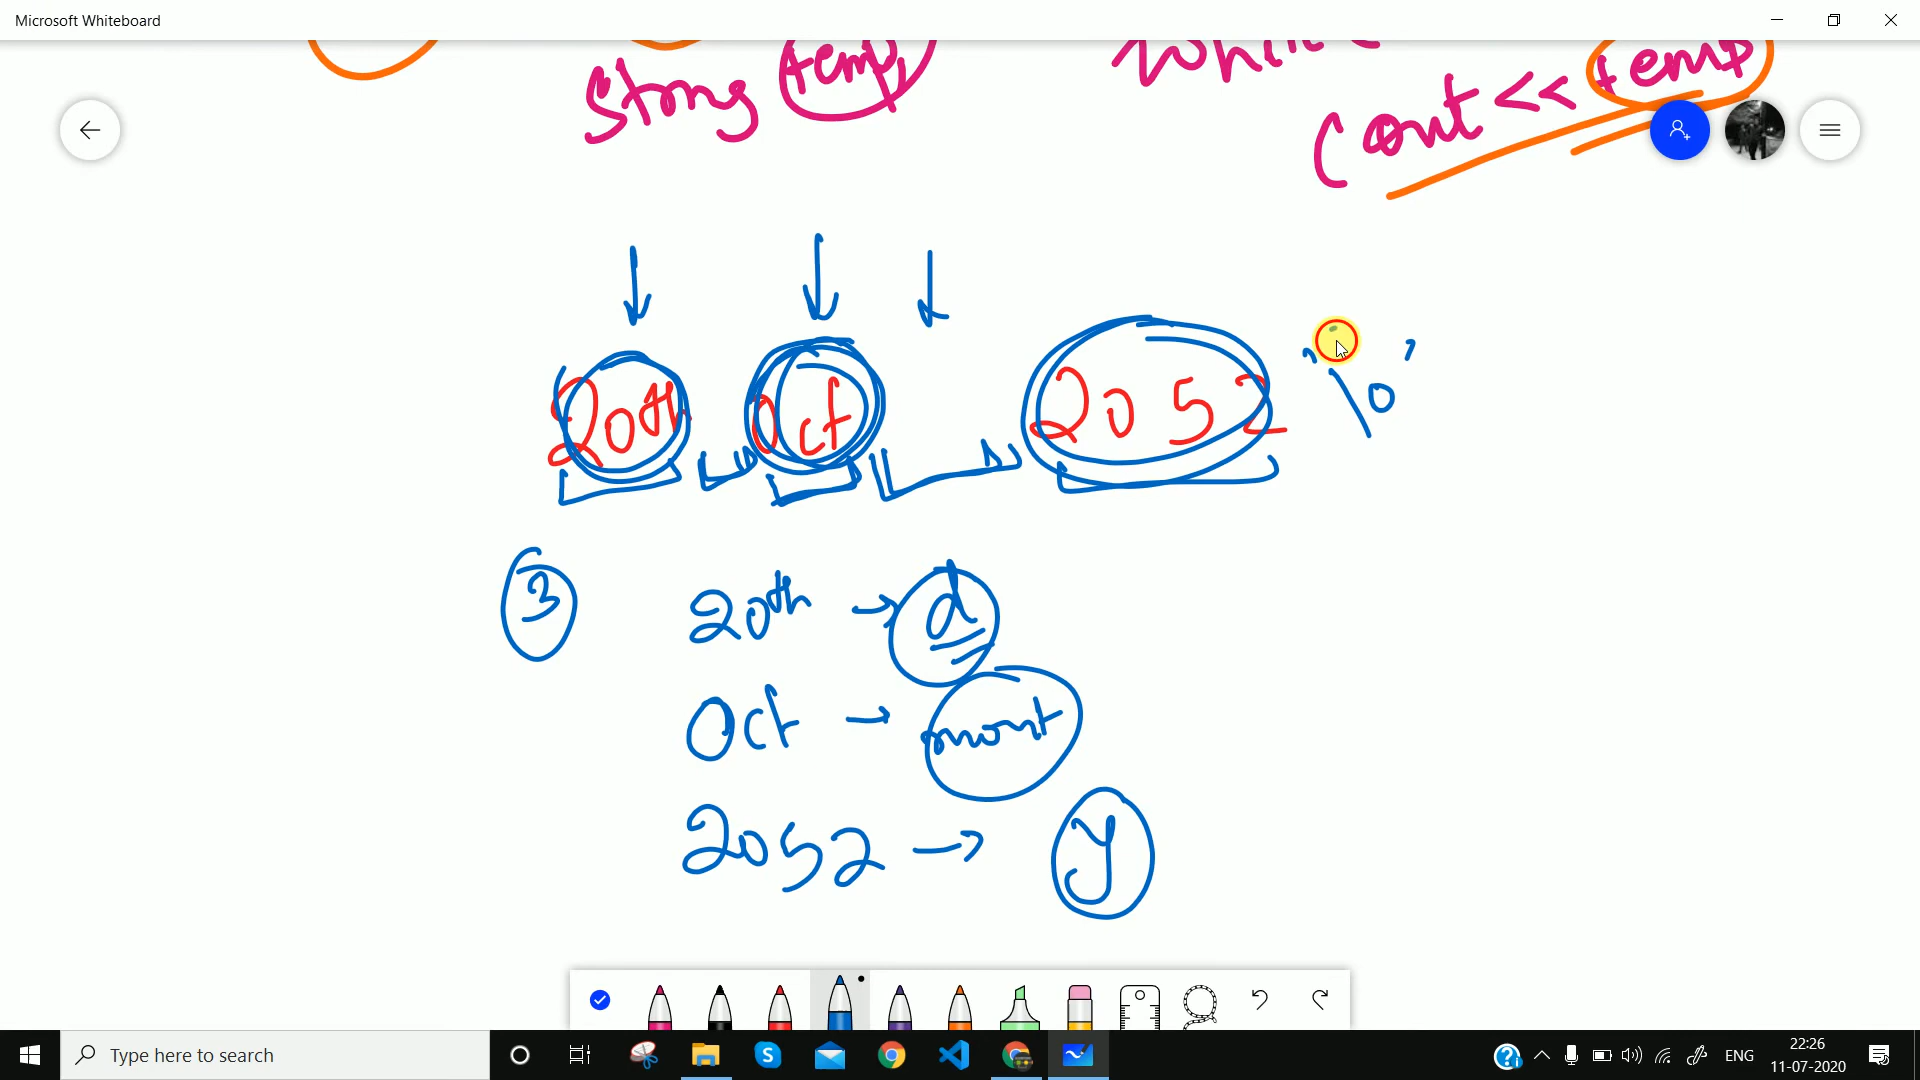 Microsoft Whiteboard
String temp
Cout << temp
20th Oct 2052 '\0'
3
20th → d
Oct → mont
2052 → y
Type here to search
ENG
22:26
11-07-2020